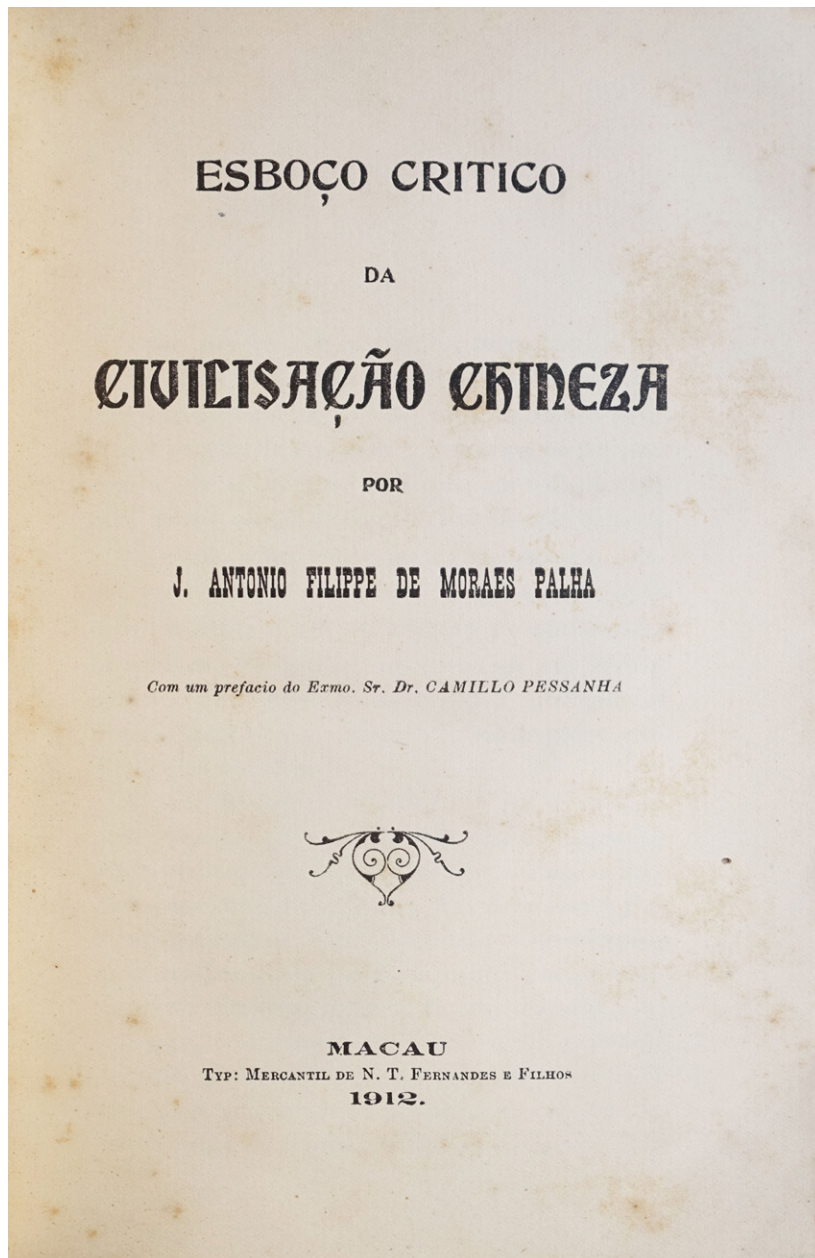 ESBOÇO CRITICO
DA
CIVILISAÇÃO CHINEZA
POR
J. ANTONIO FILIPPE DE MORAES PALHA
Com um prefacio do Exmo. Sr. Dr. CAMILLO PESSANHA
MACAU
TYP: MERCANTIL DE N. T. FERNANDES E FILHOS
1912.